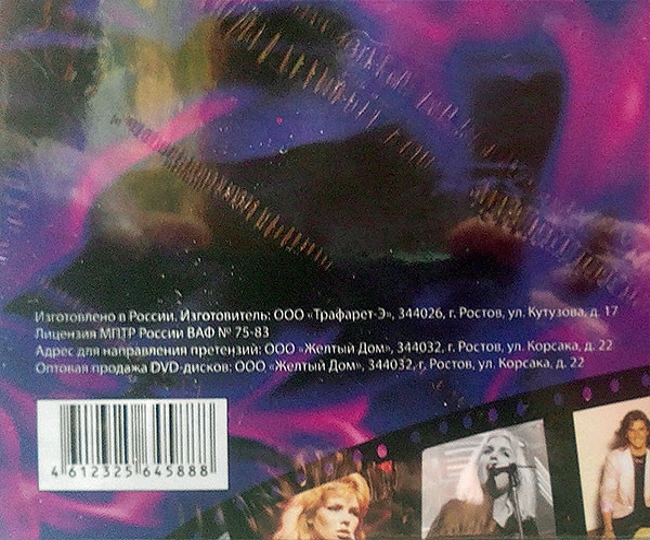 Изготовлено в России. Изготовитель: ООО «Трафарет-Э», 344026, г. Ростов, ул. Кутузова, д. 17
Лицензия МПТР России ВАФ № 75-83
Адрес для направления претензий: ООО «Желтый Дом», 344032, г. Ростов, ул. Корсака, д. 22
Оптовая продажа DVD-дисков: ООО «Желтый Дом», 344032, г. Ростов, ул. Корсака, д. 22
4 612325 645888